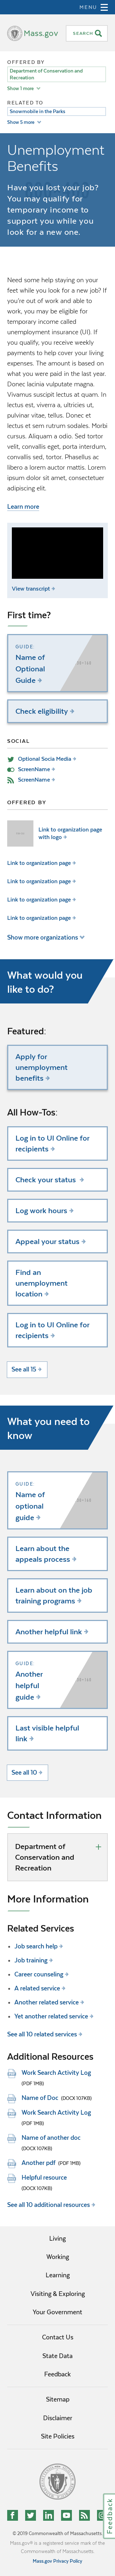 MENU
Mass.gov
SEARCH
OFFERED BY
Department of Conservation and
Recreation
Show 1 more
RELATED TO
Snowmobile in the Parks
Show 5 more
Unemployment
Benefits
Have you lost your job?
You may qualify for
temporary income to
support you while you
look for a new one.
Need some help staying on your
feet if you've lost your job? or if
you're still working and able to
work, you may be able to collect
unemployment insurance (UI). If
you qualify, you'll receive weekly
payments to help cover your living
expenses. And the amount is based
on what you were earned in the last
year. Donec iaculis iaculis magna.
Vivamus suscipit lectus at quam. In
lectus est, viverra a, ultricies ut,
pulvinar vitae, tellus. Donec et
lectus et sem rutrum sodales. Morbi
cursus. Aliquam a odio. Sed tortor
velit, convallis eget, porta interdum,
convallis sed, tortor. Phasellus ac
libero a lorem auctor mattis. Lorem
ipsum dolor sit amet, consectetuer
adipiscing elit.
Learn more
View transcript
First time?
GUIDE:
Name of
Optional
Guide
Check eligibility
SOCIAL
Optional Socia Media
ScreenName
ScreenName
OFFERED BY
Link to organization page
with logo
Link to organization page
Link to organization page
Link to organization page
Link to organization page
Show more organizations
What would you
like to do?
Featured:
Apply for
unemployment
benefits
All How-Tos:
Log in to UI Online for
recipients
Check your status
Log work hours
Appeal your status
Find an
unemployment
location
Log in to UI Online for
recipients
See all 15
What you need to
know
GUIDE:
Name of
optional
guide
Learn about the
appeals process
Learn about on the job
training programs
Another helpful link
GUIDE:
Another
helpful
guide
Last visible helpful
link
See all 10
Contact Information
Department of
Conservation and
Recreation
More Information
Related Services
Job search help
Job training
Career counseling
A related service
Another related service
Yet another related service
See all 10 related services
Additional Resources
Work Search Activity Log
(PDF 1MB)
Name of Doc (DOCX 107KB)
Work Search Activity Log
(PDF 1MB)
Name of another doc
(DOCX 107KB)
Another pdf (PDF 1MB)
Helpful resource
(DOCX 107KB)
See all 10 additional resources
Living
Working
Learning
Visiting & Exploring
Your Government
Contact Us
State Data
Feedback
Sitemap
Disclaimer
Site Policies
Feedback
© 2019 Commonwealth of Massachusetts.
Mass.gov® is a registered service mark of the
Commonwealth of Massachusetts.
Mass.gov Privacy Policy